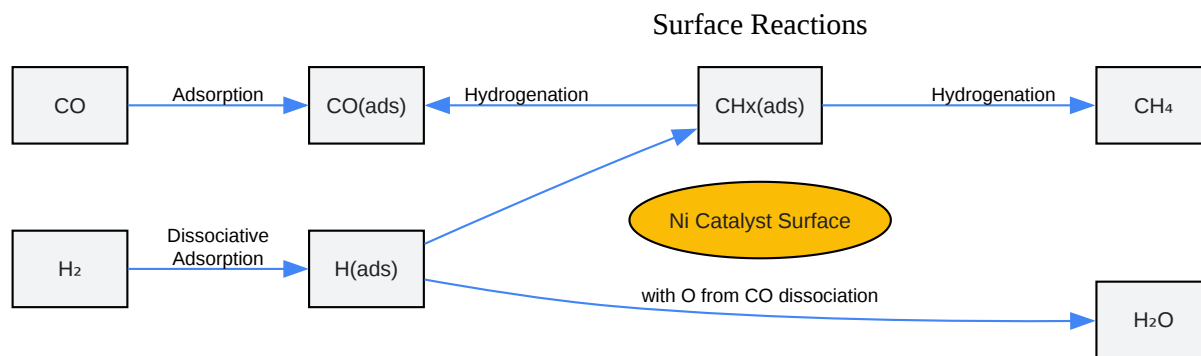 Surface Reactions
CO
Adsorption
CO(ads)
Hydrogenation
CHx(ads)
Hydrogenation
CH₄
Ni Catalyst Surface
H₂
Dissociative
Adsorption
H(ads)
with O from CO dissociation
H₂O